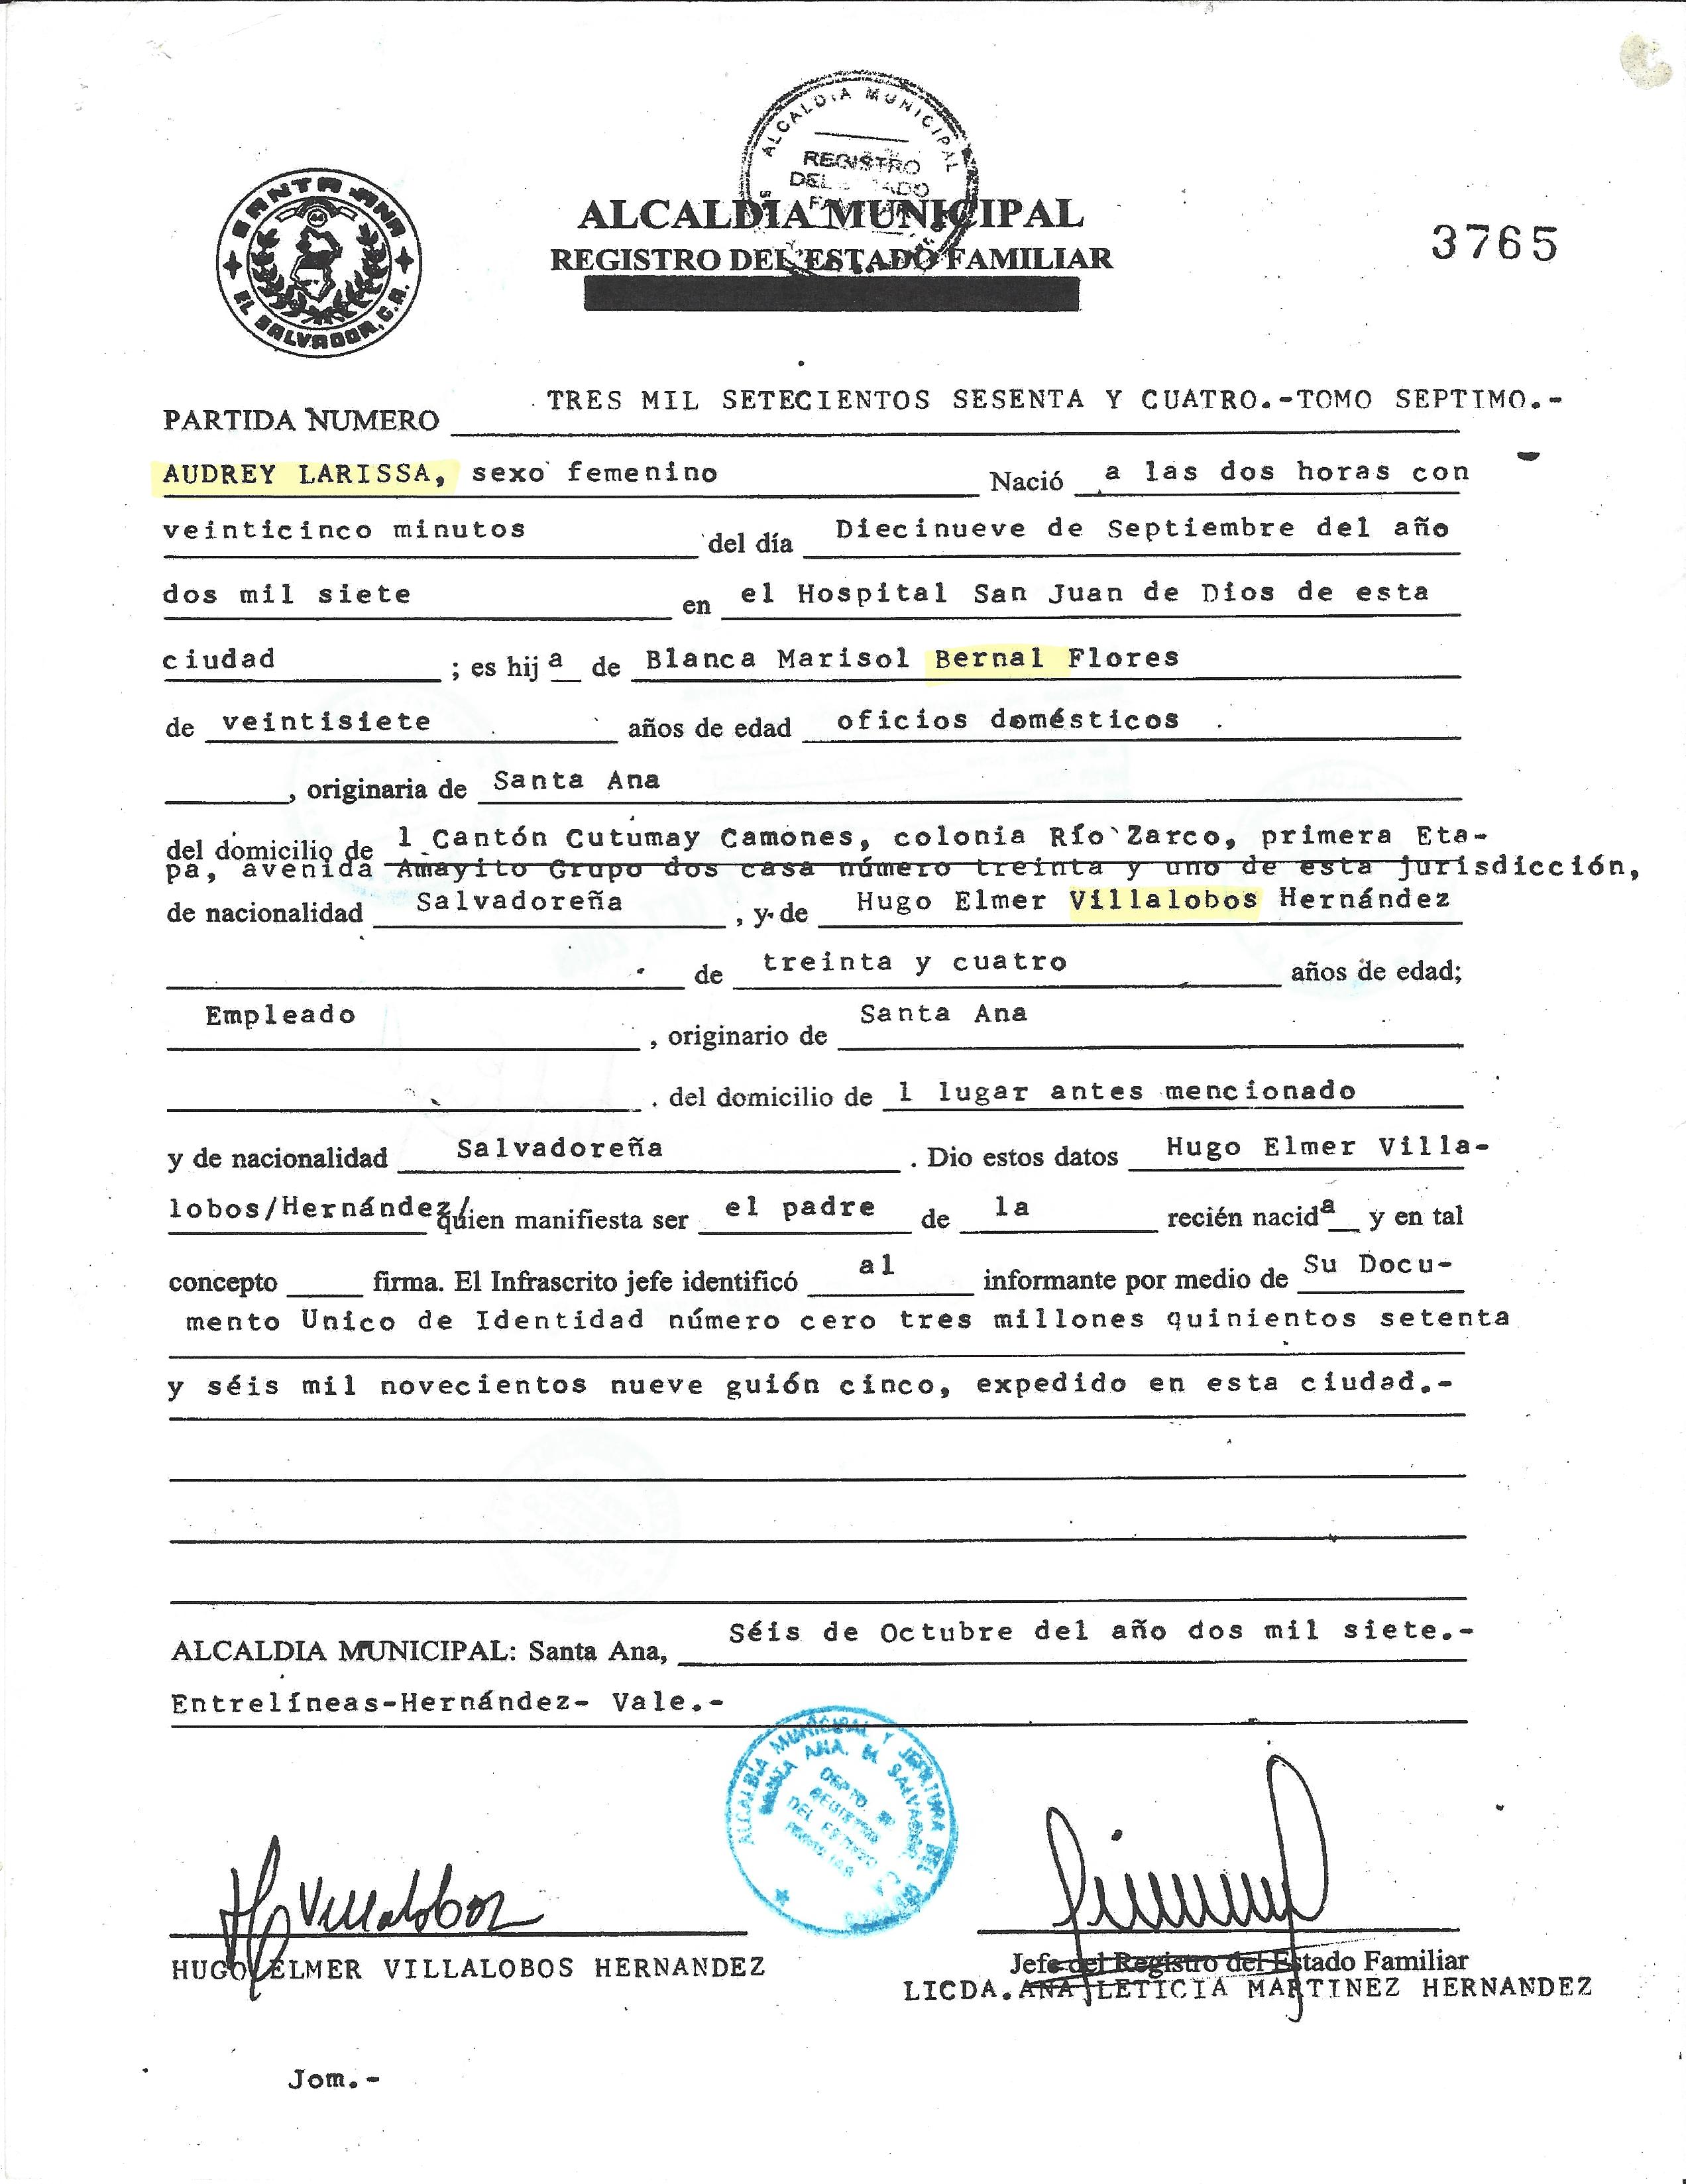 ALCALDIA MUNICIPAL
REGISTRO
DEL
SANTA ANA
EL SALVADOR, C.A.
ALCALDIA MUNICIPAL
REGISTRO DEL ESTADO FAMILIAR
3765
PARTIDA NUMERO TRES MIL SETECIENTOS SESENTA Y CUATRO.-TOMO SEPTIMO.-
AUDREY LARISSA, sexo femenino Nació a las dos horas con
veinticinco minutos del día Diecinueve de Septiembre del año
dos mil siete en el Hospital San Juan de Dios de esta
ciudad ; es hij a de Blanca Marisol Bernal Flores
de veintisiete años de edad oficios domésticos .
, originaria de Santa Ana
del domicilio de l Cantón Cutumay Camones, colonia Río Zarco, primera Eta-
pa, avenida Amayito Grupo dos casa número treinta y uno de esta jurisdicción,
de nacionalidad Salvadoreña , y de Hugo Elmer Villalobos Hernández
de treinta y cuatro años de edad;
Empleado , originario de Santa Ana
. del domicilio de l lugar antes mencionado
y de nacionalidad Salvadoreña . Dio estos datos Hugo Elmer Villa-
lobos/Hernández/ quien manifiesta ser el padre de la recién nacida y en tal
concepto firma. El Infrascrito jefe identificó al informante por medio de Su Docu-
mento Unico de Identidad número cero tres millones quinientos setenta
y séis mil novecientos nueve guión cinco, expedido en esta ciudad.-
ALCALDIA MUNICIPAL: Santa Ana, Séis de Octubre del año dos mil siete.-
Entrelíneas-Hernández- Vale.-
ALCALDIA MUNICIPAL Y JEFATURA DEL
SANTA ANA. EL SALVADOR, C.A.
DEPTO.
REGISTRO
DEL ESTADO
FAMILIAR
Villalobos
HUGO ELMER VILLALOBOS HERNANDEZ
Jefe del Registro del Estado Familiar
LICDA. ANA LETICIA MARTINEZ HERNANDEZ
Jom.-